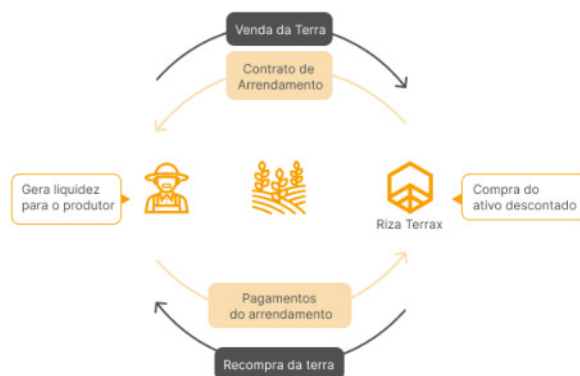 Venda da Terra
Contrato de
Arrendamento
Gera liquidez
para o produtor
Riza Terrax
Compra do
ativo descontado
Pagamentos
do arrendamento
Recompra da terra